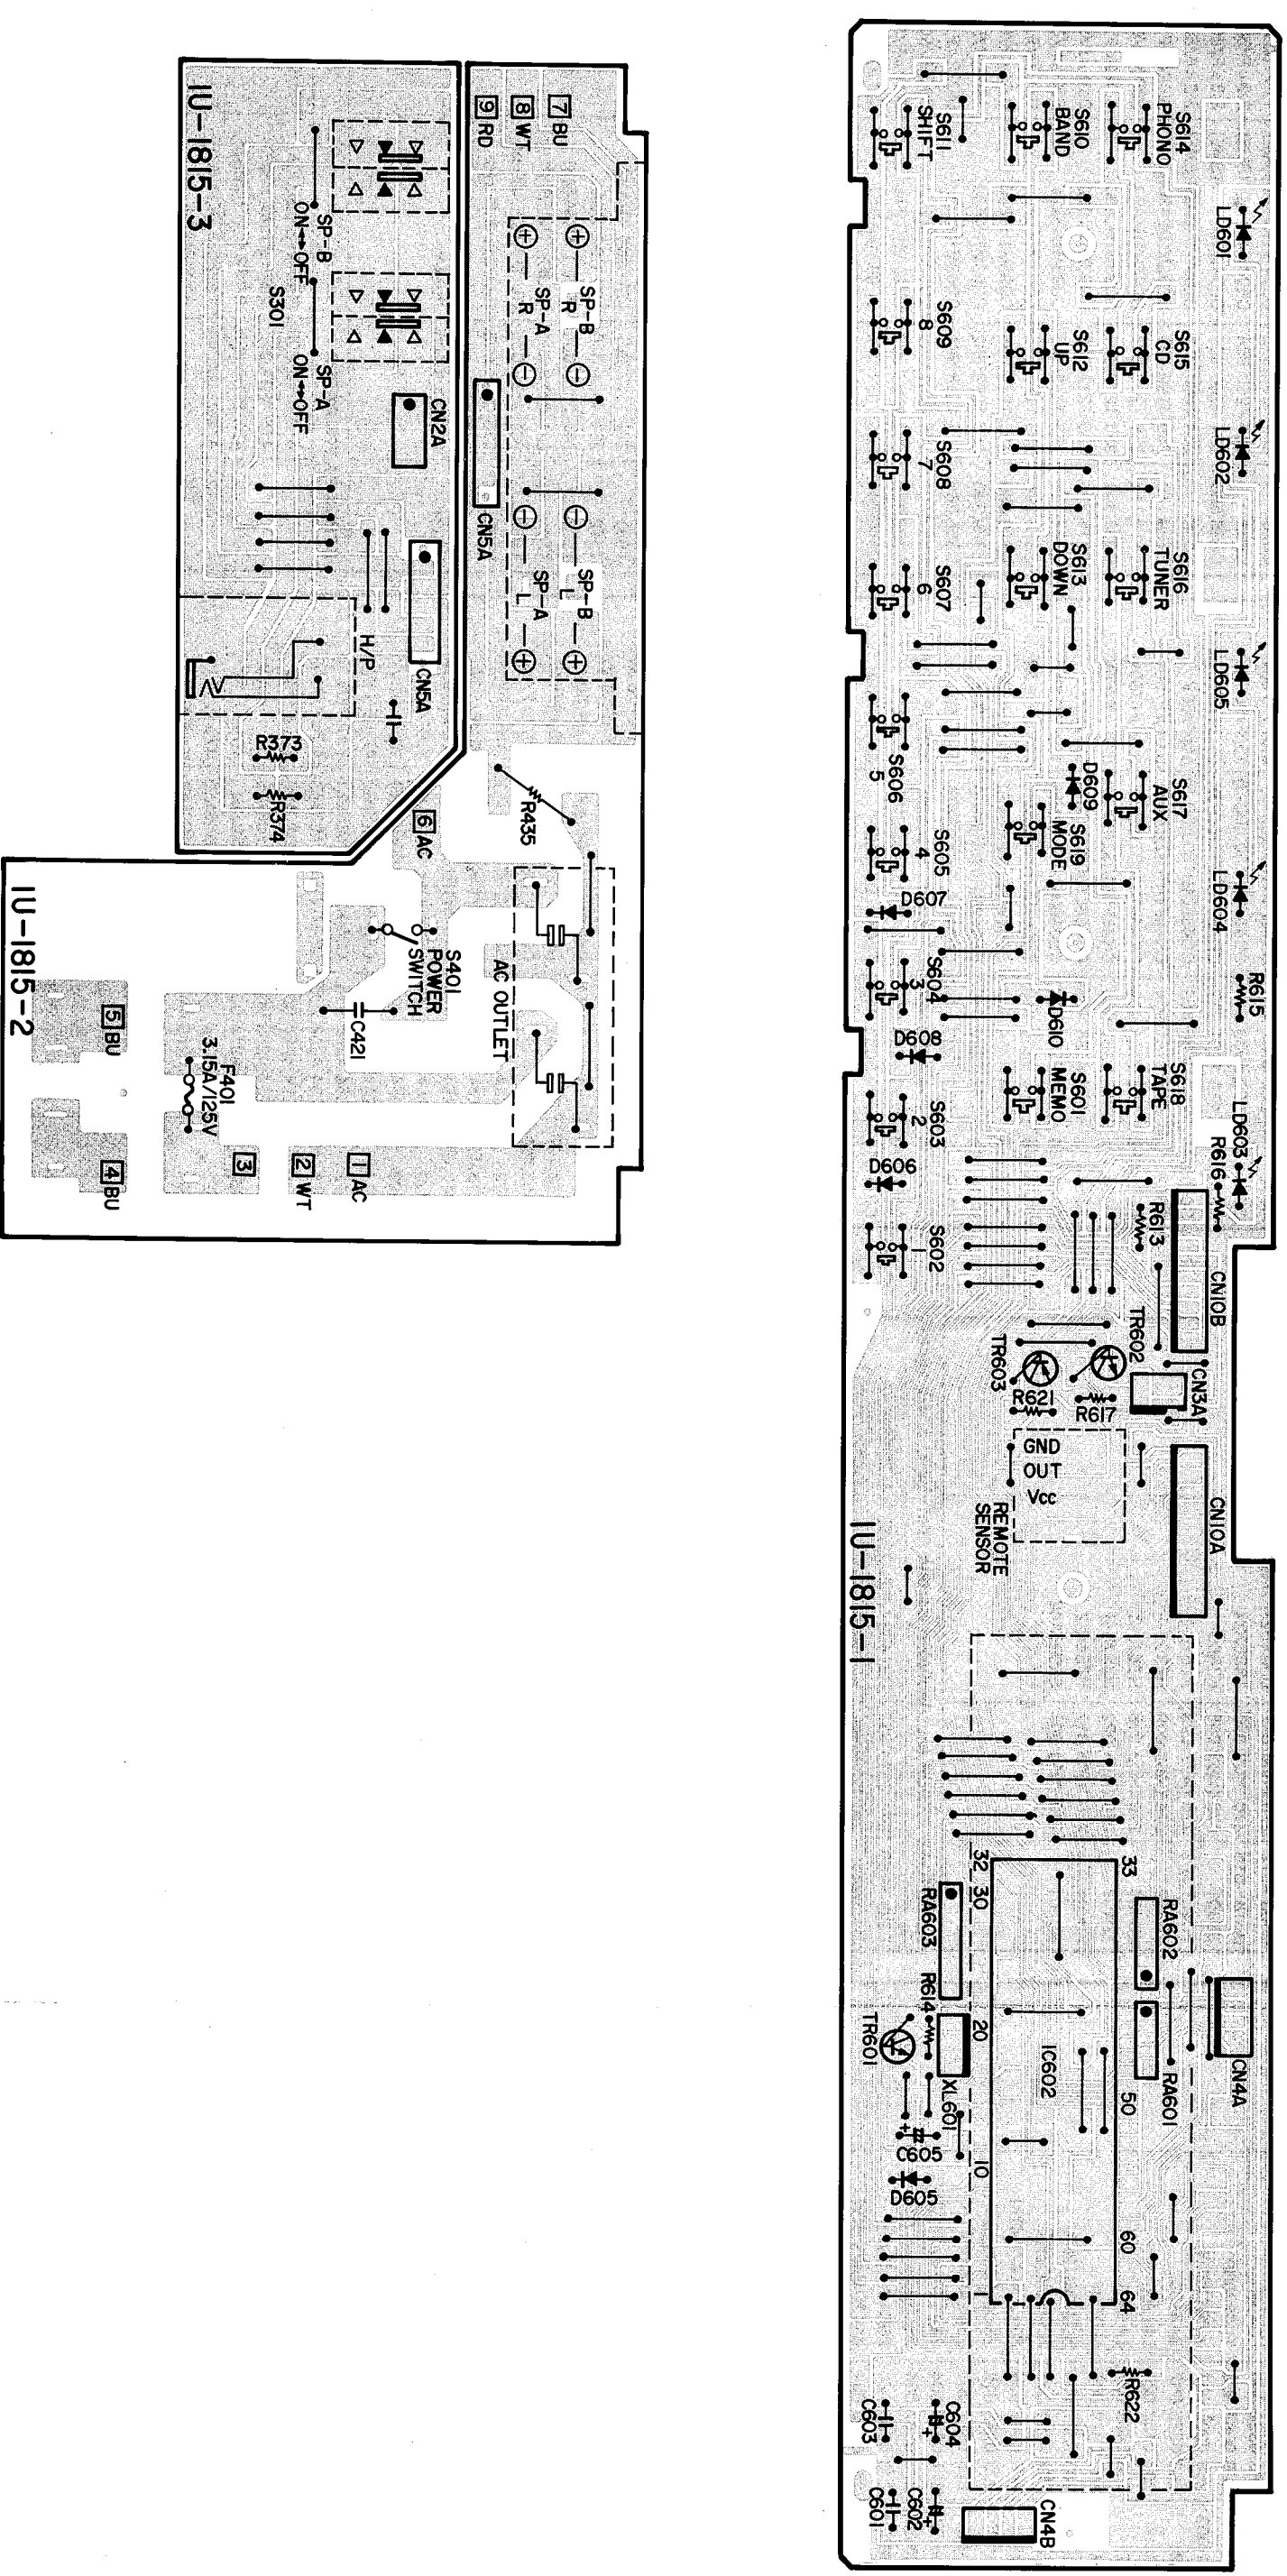 S614
PHONO
S660
BAND
S611
SHIFT
LD601
S615
CD
S612
UP
S609
8
LD602
S608
7
S616
TUNER
S613
DOWN
S607
6
LD605
S617
AUX
D609
S619
MODE
S606
5
LD604
S605
4
D607
R615
S604
3
D610
D608
S618
TAPE
S601
MEMO
S603
2
LD603
R616
D606
R613
S602
1
CN10B
TR602
TR603
CN3A
R621
R617
GND
OUT
Vcc
REMOTE
SENSOR
CN10A
1U-1815-1
33
32
30
RA602
RA603
R614
20
TR601
XL601
IC602
RA601
CN4A
50
C605
10
D605
60
64
1
R622
C604
C603
C602
C601
CN4B
7 BU
8 WT
9 RD
SP-B
R
SP-A
R
CN5A
SP-B
L
SP-A
L
R435
1U-1815-3
SP-B
ON↔OFF
S301
SP-A
ON↔OFF
CN2A
CN5A
H/P
R373
R374
6 AC
S401
POWER
SWITCH
AC OUTLET
C421
1U-1815-2
5 BU
F401
3.15A/125V
4 BU
3
2 WT
1 AC